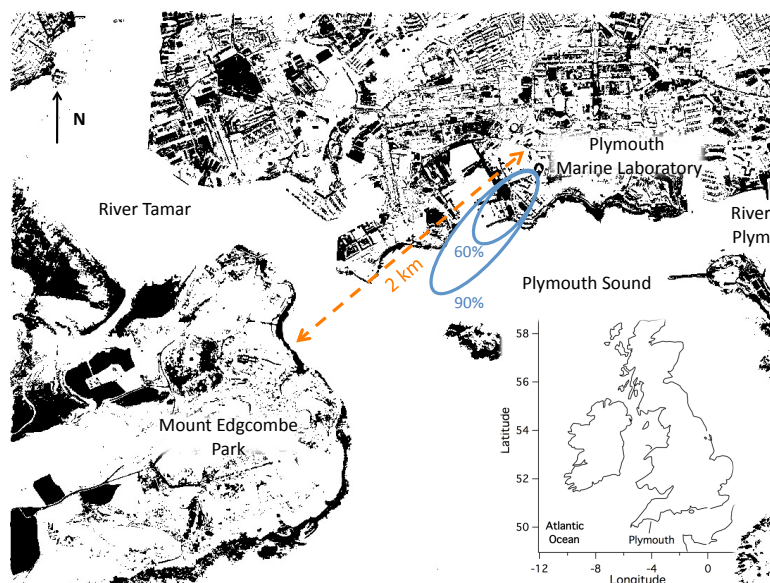 N
Plymouth
Marine Laboratory
River Tamar
River
Plym
60%
2 km
Plymouth Sound
90%
Mount Edgcombe
Park
58
56
54
52
50
Latitude
Atlantic
Ocean
Plymouth
-12
-8
-4
0
Longitude